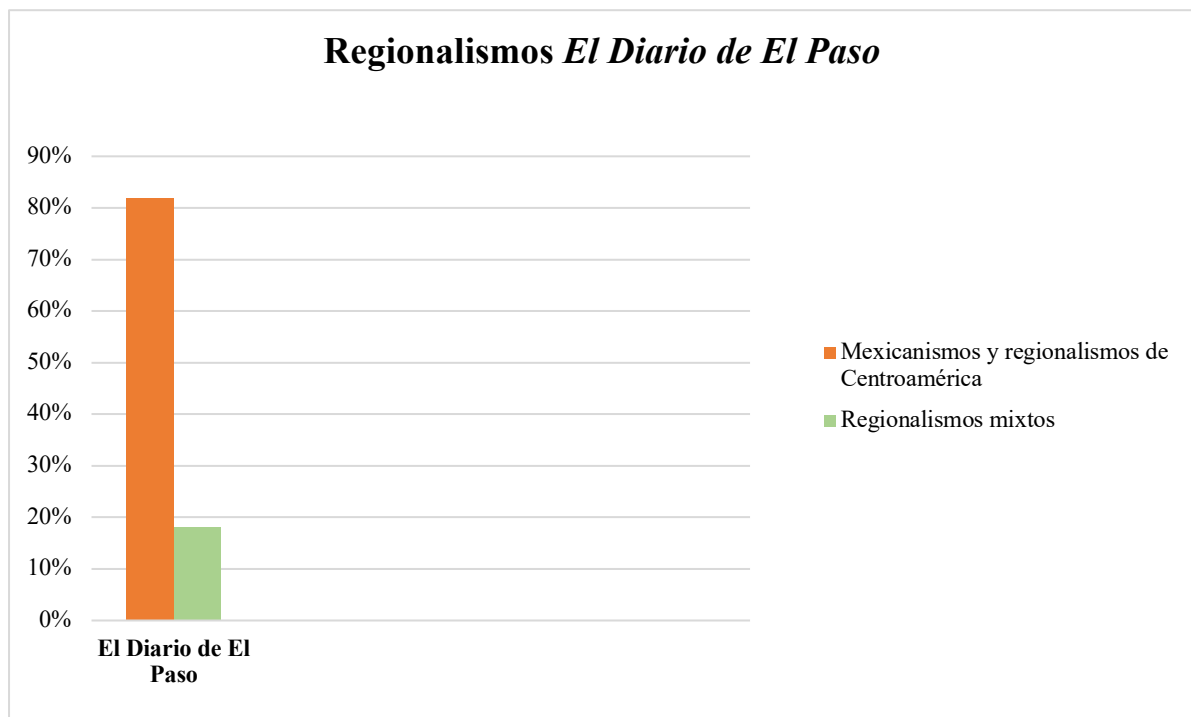 Regionalismos El Diario de El Paso
90%
80%
70%
60%
50%
40%
30%
20%
10%
0%
El Diario de El
Paso
Mexicanismos y regionalismos de
Centroamérica
Regionalismos mixtos